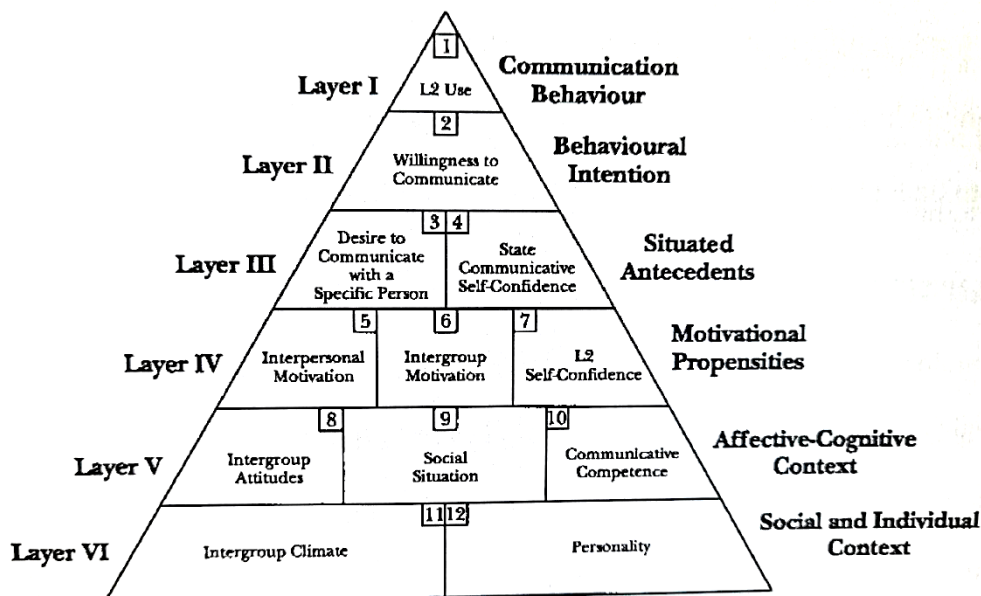 1
Layer I
L2 Use
Communication
Behaviour
2
Layer II
Willingness to
Communicate
Behavioural
Intention
3 4
Layer III
Desire to
Communicate
with a
Specific Person
State
Communicative
Self-Confidence
Situated
Antecedents
5 6 7
Layer IV
Interpersonal
Motivation
Intergroup
Motivation
L2
Self-Confidence
Motivational
Propensities
8 9 10
Layer V
Intergroup
Attitudes
Social
Situation
Communicative
Competence
Affective-Cognitive
Context
11 12
Layer VI
Intergroup Climate
Personality
Social and Individual
Context